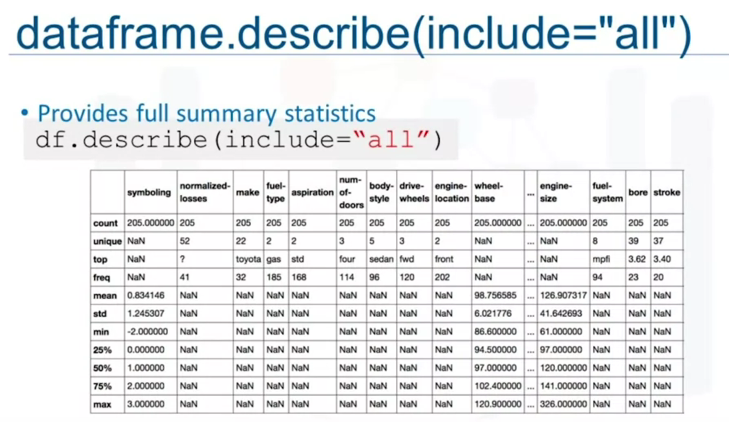 dataframe.describe(include="all")
• Provides full summary statistics
df.describe(include=“all”)
symboling normalized-losses make fuel-type aspiration num-of-doors body-style drive-wheels engine-location wheel-base ... engine-size fuel-system bore stroke
count 205.000000 205 205 205 205 205 205 205 205 205.000000 ... 205.000000 205 205 205
unique NaN 52 22 2 2 3 5 3 2 NaN ... NaN 8 39 37
top NaN ? toyota gas std four sedan fwd front NaN ... NaN mpfi 3.62 3.40
freq NaN 41 32 185 168 114 96 120 202 NaN ... NaN 94 23 20
mean 0.834146 NaN NaN NaN NaN NaN NaN NaN NaN 98.756585 ... 126.907317 NaN NaN NaN
std 1.245307 NaN NaN NaN NaN NaN NaN NaN NaN 6.021776 ... 41.642693 NaN NaN NaN
min -2.000000 NaN NaN NaN NaN NaN NaN NaN NaN 86.600000 ... 61.000000 NaN NaN NaN
25% 0.000000 NaN NaN NaN NaN NaN NaN NaN NaN 94.500000 ... 97.000000 NaN NaN NaN
50% 1.000000 NaN NaN NaN NaN NaN NaN NaN NaN 97.000000 ... 120.000000 NaN NaN NaN
75% 2.000000 NaN NaN NaN NaN NaN NaN NaN NaN 102.400000 ... 141.000000 NaN NaN NaN
max 3.000000 NaN NaN NaN NaN NaN NaN NaN NaN 120.900000 ... 326.000000 NaN NaN NaN